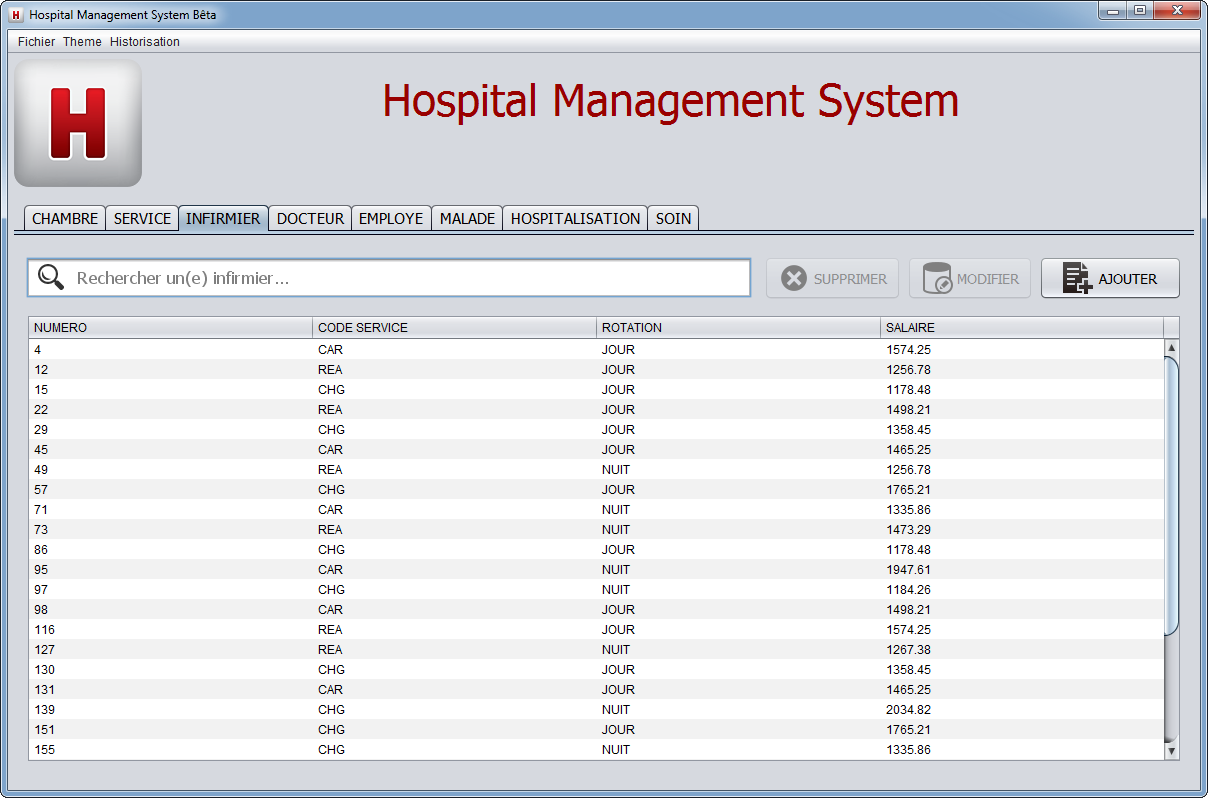 H Hospital Management System Bêta
Fichier Theme Historisation
H
Hospital Management System
CHAMBRE SERVICE INFIRMIER DOCTEUR EMPLOYE MALADE HOSPITALISATION SOIN
Rechercher un(e) infirmier... SUPPRIMER MODIFIER AJOUTER
NUMERO CODE SERVICE ROTATION SALAIRE
4 CAR JOUR 1574.25
12 REA JOUR 1256.78
15 CHG JOUR 1178.48
22 REA JOUR 1498.21
29 CHG JOUR 1358.45
45 CAR JOUR 1465.25
49 REA NUIT 1256.78
57 CHG JOUR 1765.21
71 CAR NUIT 1335.86
73 REA NUIT 1473.29
86 CHG JOUR 1178.48
95 CAR NUIT 1947.61
97 CHG NUIT 1184.26
98 CAR JOUR 1498.21
116 REA JOUR 1574.25
127 REA NUIT 1267.38
130 CHG JOUR 1358.45
131 CAR JOUR 1465.25
139 CHG NUIT 2034.82
151 CHG JOUR 1765.21
155 CHG NUIT 1335.86